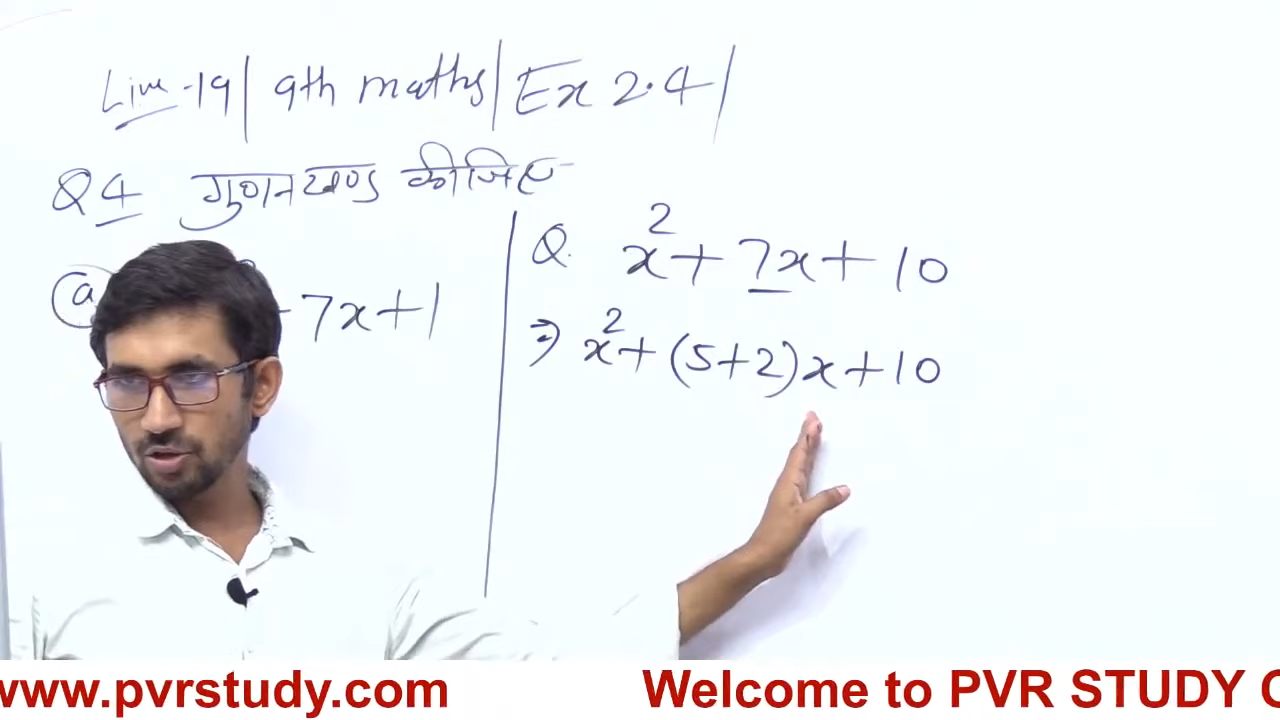 Live-19 | 9th maths | Ex 2.4 |
Q4 गुणनखण्ड कीजिए
(a) - 7x+1
Q. x² + 7x + 10
⇒ x² + (5+2)x + 10
www.pvrstudy.com Welcome to PVR STUDY C